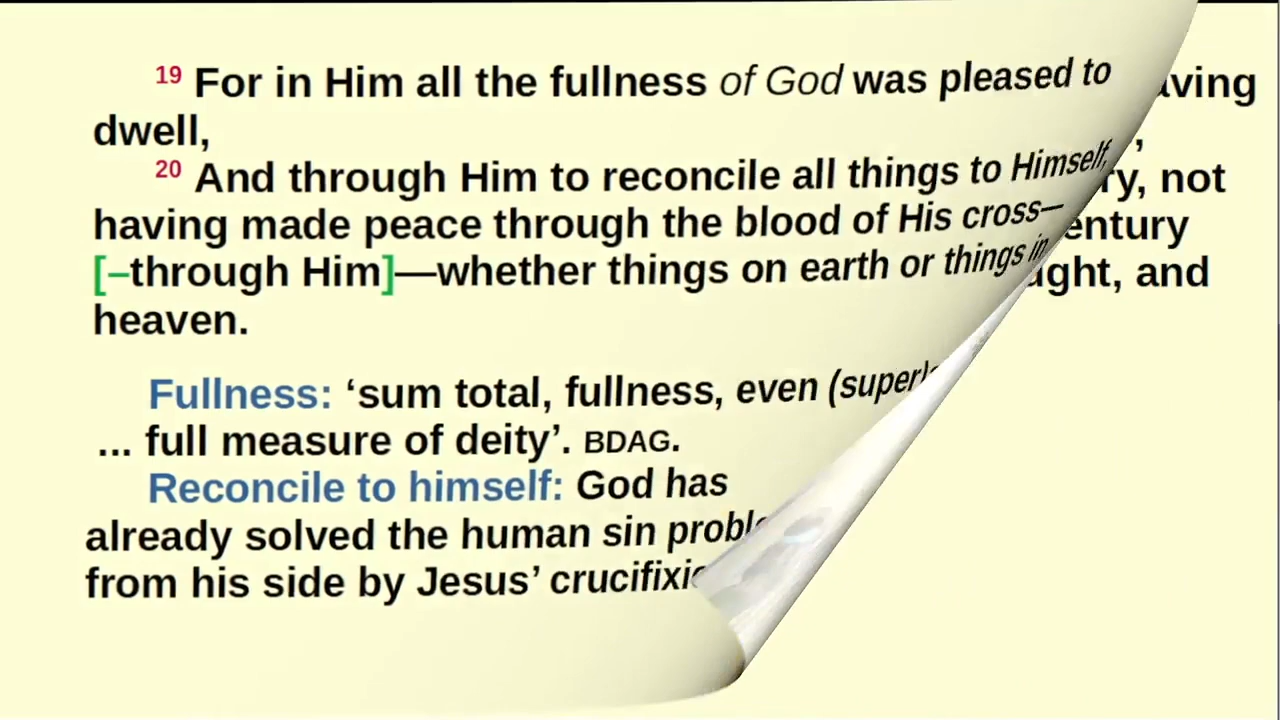 19 For in Him all the fullness of God was pleased to
dwell,
20 And through Him to reconcile all things to Himself,
having made peace through the blood of His cross—
[–through Him]—whether things on earth or things in
heaven.
Fullness: ‘sum total, fullness, even
... full measure of deity’. BDAG.
Reconcile to himself: God has
already solved the human sin
from his side by Jesus’
not
and